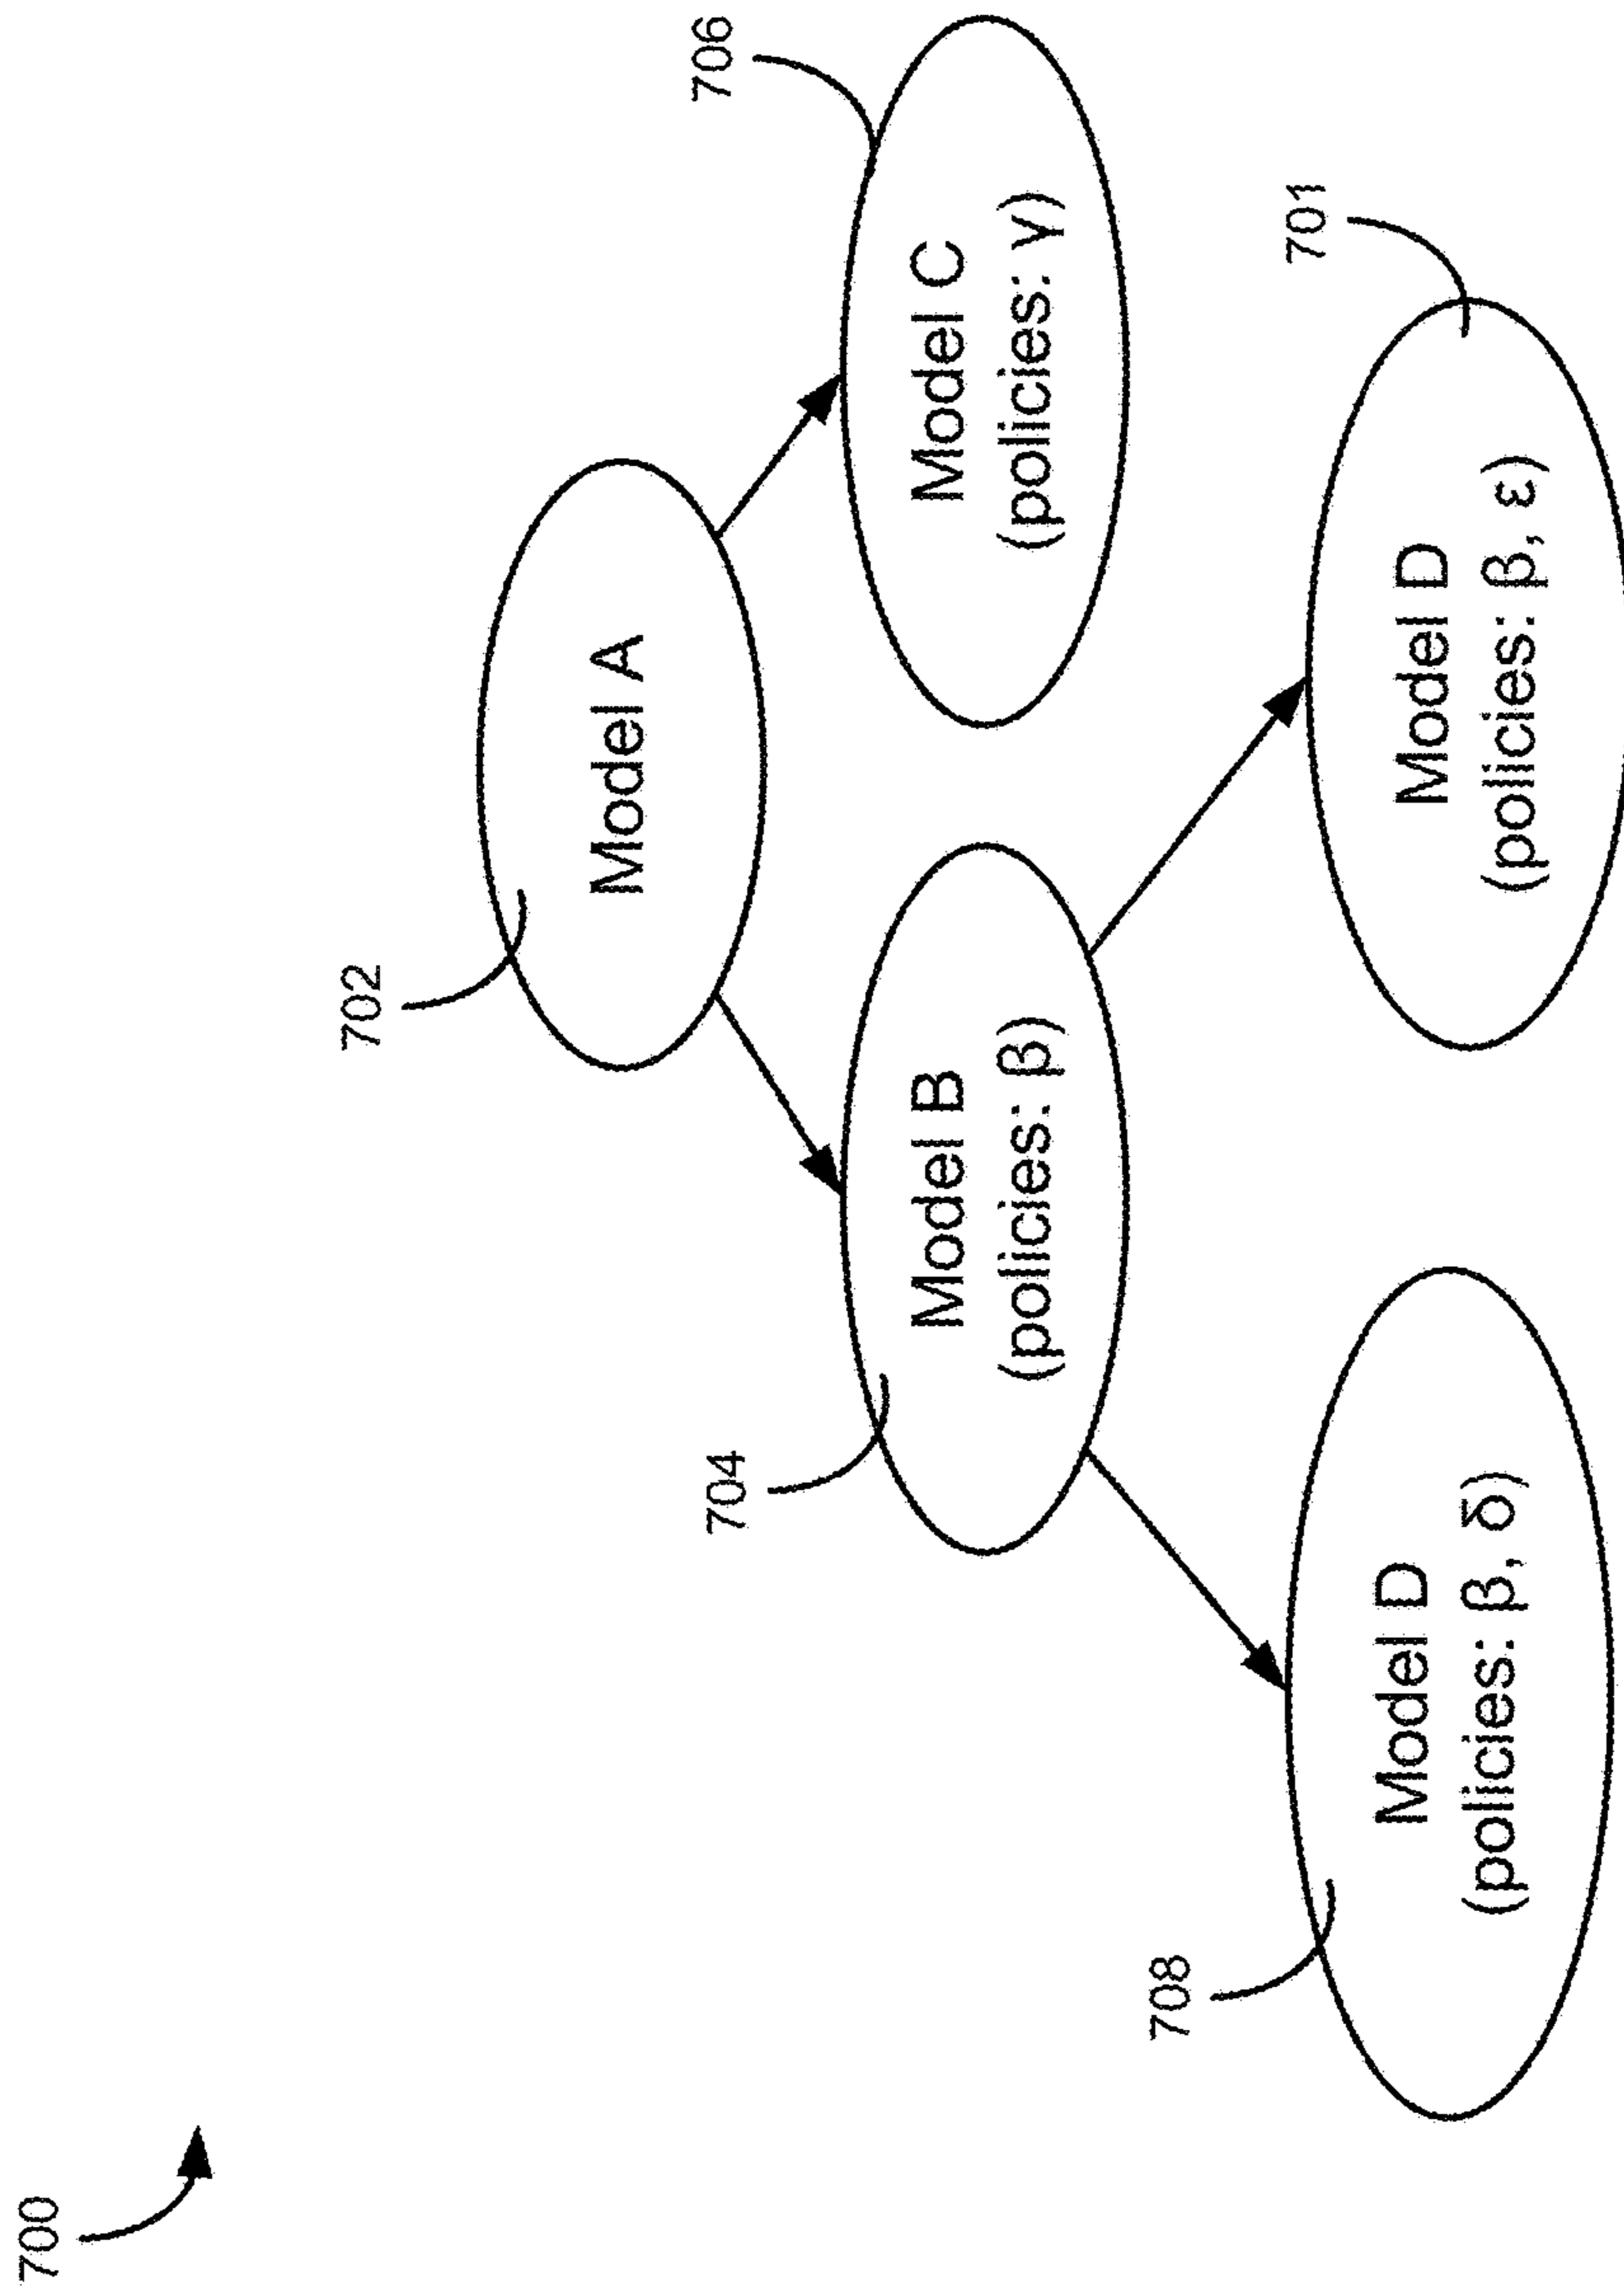 700
702
Model A
704
706
Model B
(policies: β)
Model C
(policies: γ)
708
701
Model D
(policies: β, δ)
Model D
(policies: β, ε)